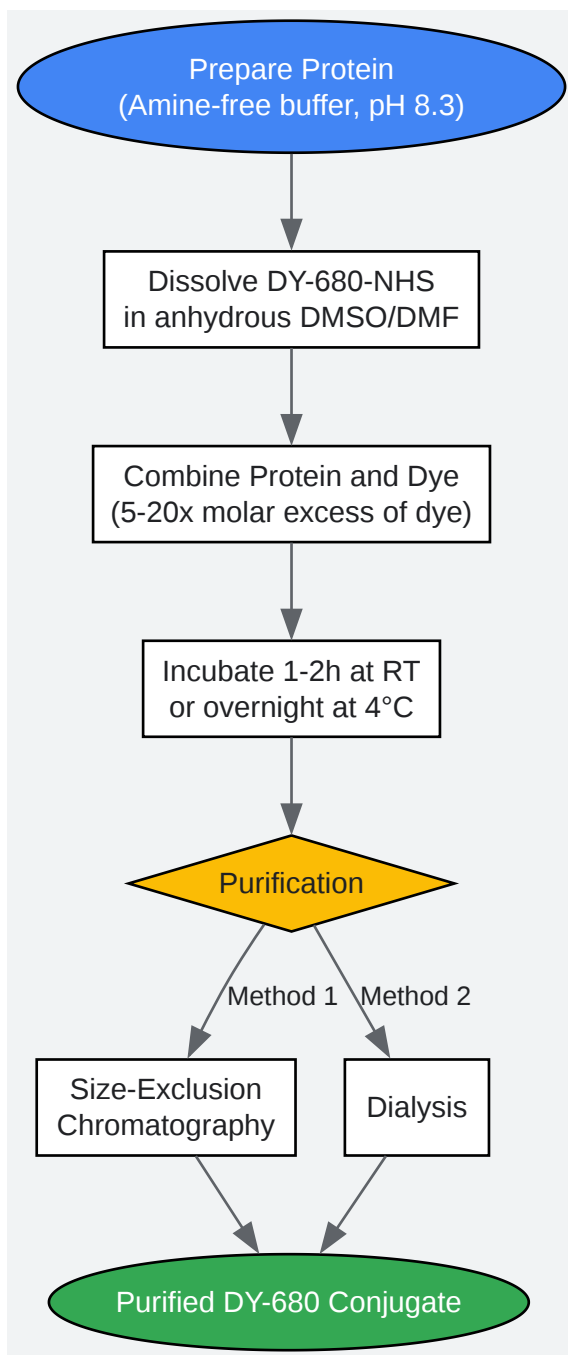 Prepare Protein
(Amine-free buffer, pH 8.3)
Dissolve DY-680-NHS
in anhydrous DMSO/DMF
Combine Protein and Dye
(5-20x molar excess of dye)
Incubate 1-2h at RT
or overnight at 4°C
Purification
Method 1
Method 2
Size-Exclusion
Chromatography
Dialysis
Purified DY-680 Conjugate